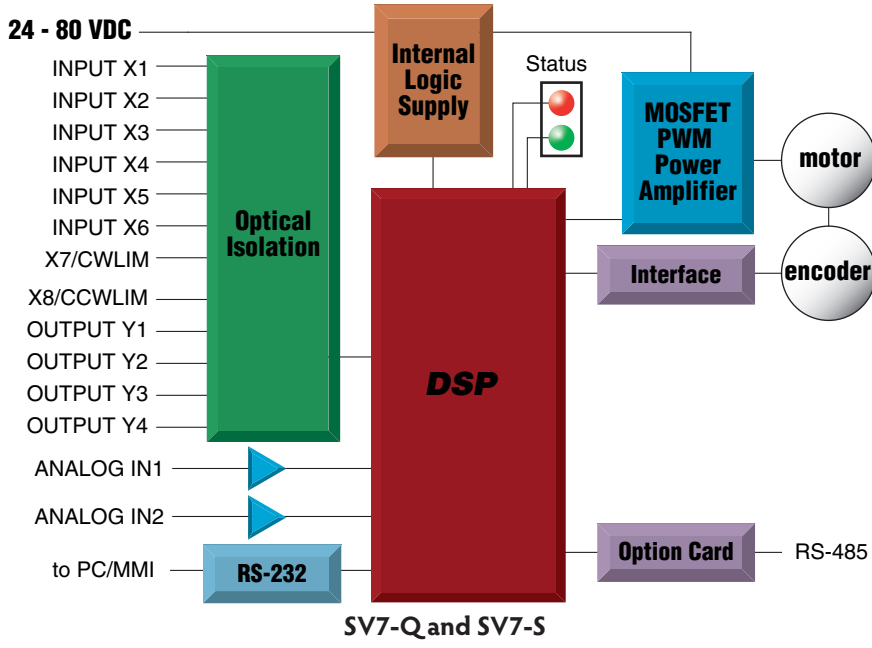 24 - 80 VDC
INPUT X1
INPUT X2
INPUT X3
INPUT X4
INPUT X5
INPUT X6
X7/CWLIM
X8/CCWLIM
OUTPUT Y1
OUTPUT Y2
OUTPUT Y3
OUTPUT Y4
ANALOG IN1
ANALOG IN2
to PC/MMI
Optical
Isolation
RS-232
Internal
Logic
Supply
Status
DSP
MOSFET
PWM
Power
Amplifier
motor
Interface
encoder
Option Card
RS-485
SV7-Q and SV7-S